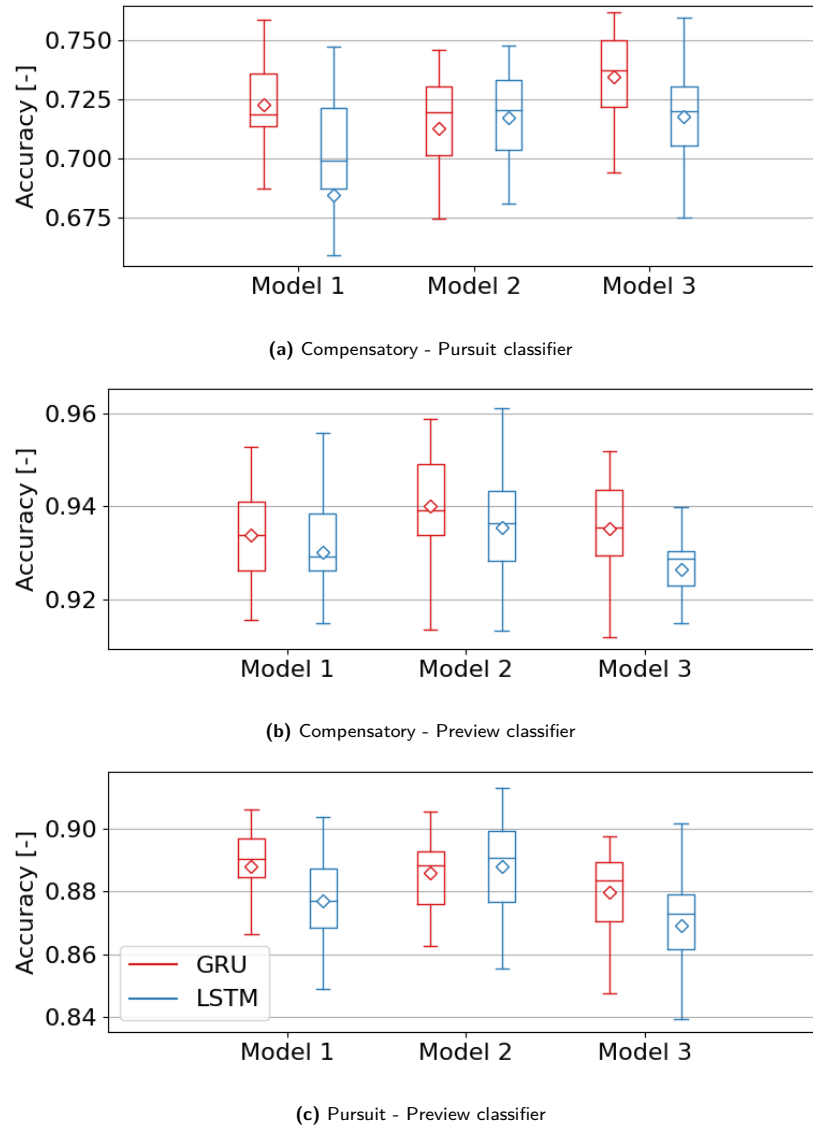 Accuracy [-]
0.750
0.725
0.700
0.675
Model 1 Model 2 Model 3
(a) Compensatory - Pursuit classifier
Accuracy [-]
0.96
0.94
0.92
Model 1 Model 2 Model 3
(b) Compensatory - Preview classifier
Accuracy [-]
0.90
0.88
0.86
0.84
GRU
LSTM
Model 1 Model 2 Model 3
(c) Pursuit - Preview classifier